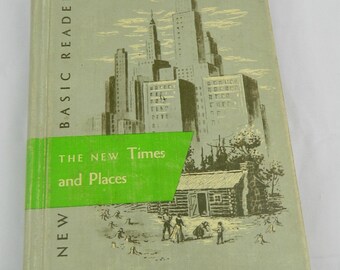 NEW BASIC READE
THE NEW Times
and Places